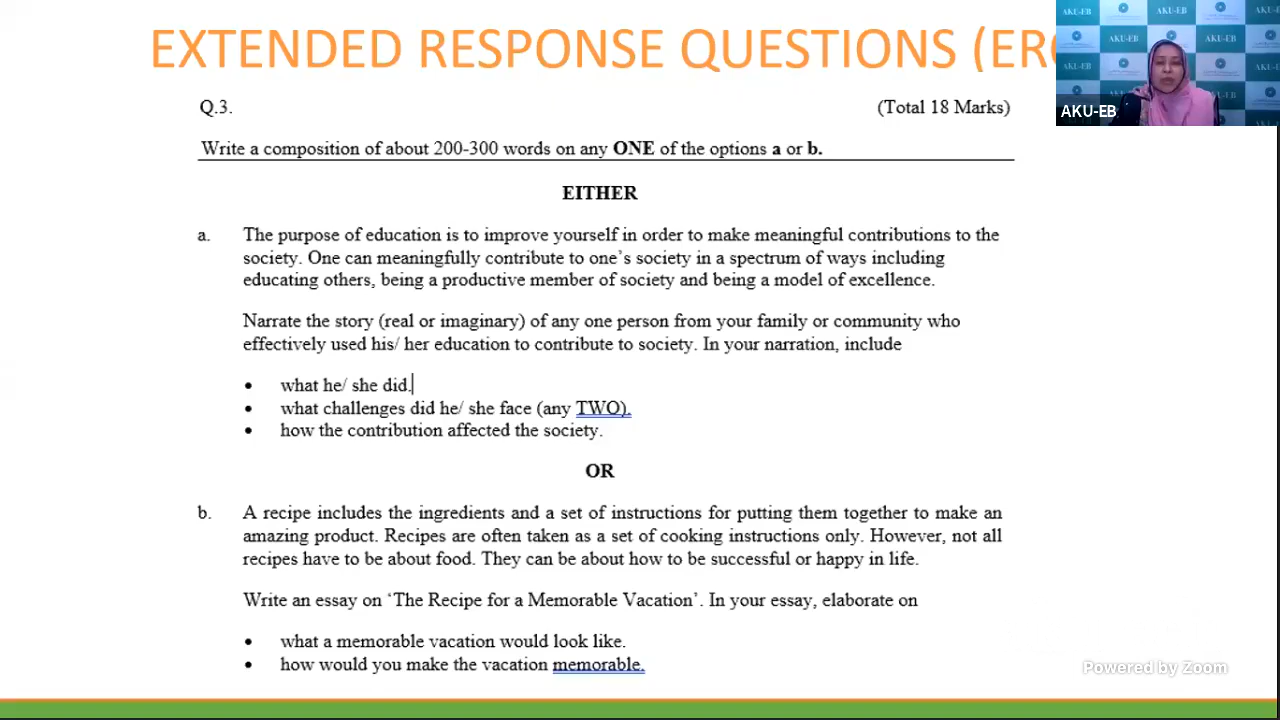 EXTENDED RESPONSE QUESTIONS (ER
AKU-EB
Q.3.
(Total 18 Marks)
Write a composition of about 200-300 words on any ONE of the options a or b.
EITHER
a. The purpose of education is to improve yourself in order to make meaningful contributions to the
society. One can meaningfully contribute to one's society in a spectrum of ways including
educating others, being a productive member of society and being a model of excellence.
Narrate the story (real or imaginary) of any one person from your family or community who
effectively used his/ her education to contribute to society. In your narration, include
• what he/ she did.
• what challenges did he/ she face (any TWO).
• how the contribution affected the society.
OR
b. A recipe includes the ingredients and a set of instructions for putting them together to make an
amazing product. Recipes are often taken as a set of cooking instructions only. However, not all
recipes have to be about food. They can be about how to be successful or happy in life.
Write an essay on ‘The Recipe for a Memorable Vacation’. In your essay, elaborate on
• what a memorable vacation would look like.
• how would you make the vacation memorable.
Powered by Zoom